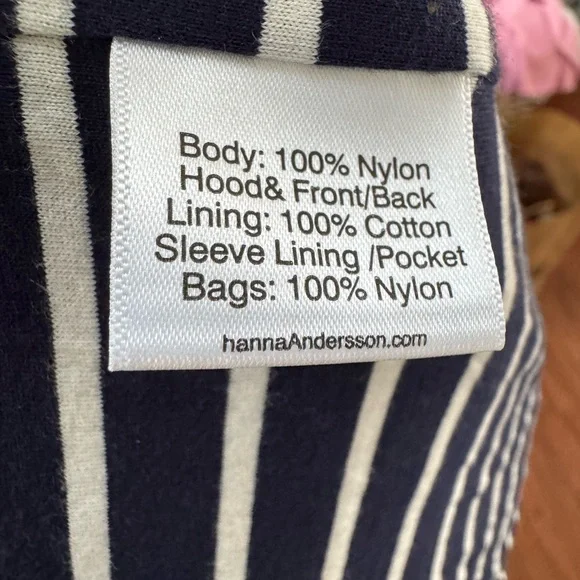 Body: 100% Nylon
Hood& Front/Back
Lining: 100% Cotton
Sleeve Lining /Pocket
Bags: 100% Nylon
hannaAndersson.com